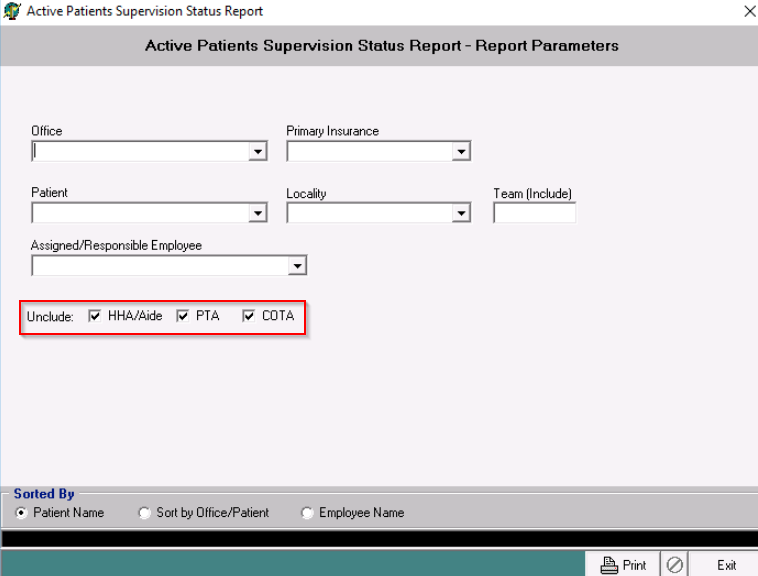 Active Patients Supervision Status Report
Active Patients Supervision Status Report - Report Parameters
Office Primary Insurance
Patient Locality Team (Include)
Assigned/Responsible Employee
Unclude: HHA/Aide PTA COTA
Sorted By
Patient Name Sort by Office/Patient Employee Name
Print Exit